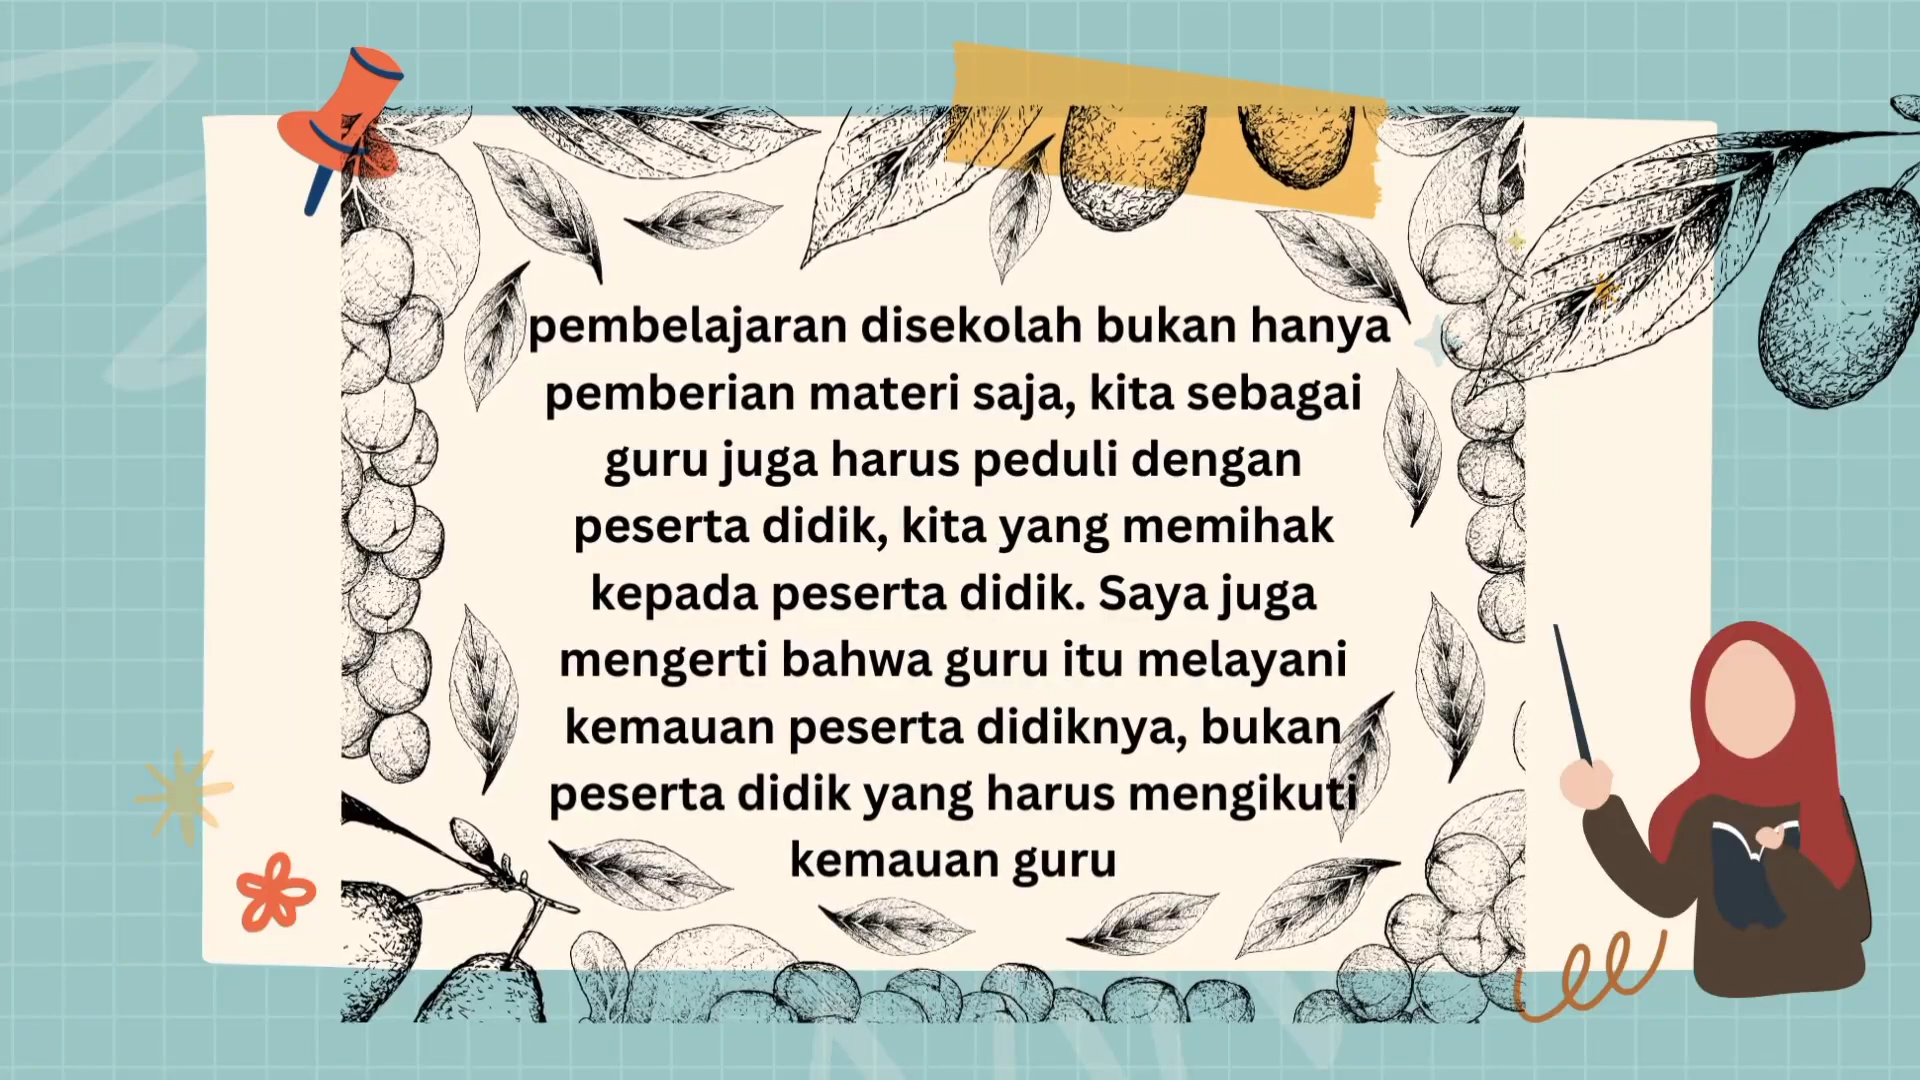 pembelajaran disekolah bukan hanya
pemberian materi saja, kita sebagai
guru juga harus peduli dengan
peserta didik, kita yang memihak
kepada peserta didik. Saya juga
mengerti bahwa guru itu melayani
kemauan peserta didiknya, bukan
peserta didik yang harus mengikuti
kemauan guru